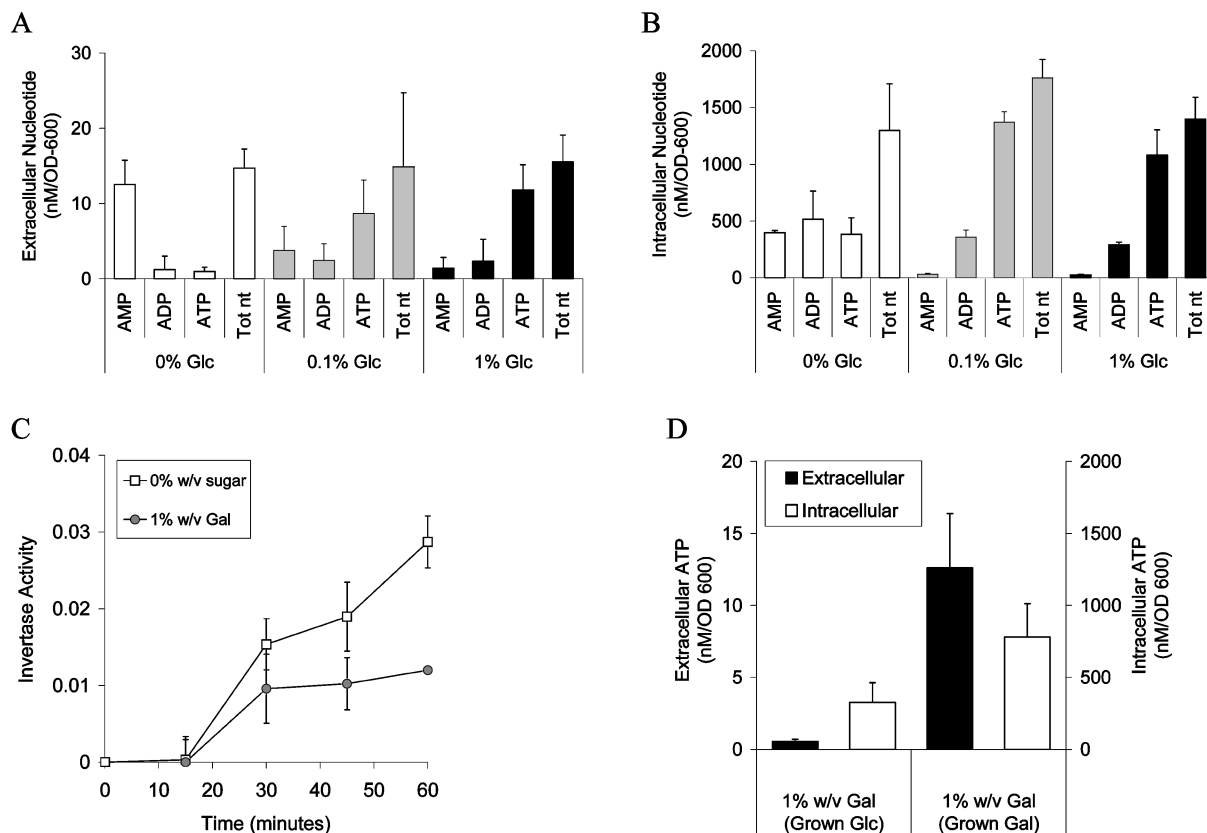 A
Extracellular Nucleotide
(nM/OD-600)
30
20
10
0
AMP
ADP
ATP
Tot nt
AMP
ADP
ATP
Tot nt
AMP
ADP
ATP
Tot nt
0% Glc
0.1% Glc
1% Glc
B
Intracellular Nucleotide
(nM/OD-600)
2000
1500
1000
500
0
AMP
ADP
ATP
Tot nt
AMP
ADP
ATP
Tot nt
AMP
ADP
ATP
Tot nt
0% Glc
0.1% Glc
1% Glc
C
Invertase Activity
0.04
0.03
0.02
0.01
0
0% w/v sugar
1% w/v Gal
0 10 20 30 40 50 60
Time (minutes)
D
Extracellular ATP
(nM/OD 600)
20
15
10
5
0
Extracellular
Intracellular
2000
1500
1000
500
0
Intracellular ATP
(nM/OD 600)
1% w/v Gal
(Grown Glc)
1% w/v Gal
(Grown Gal)